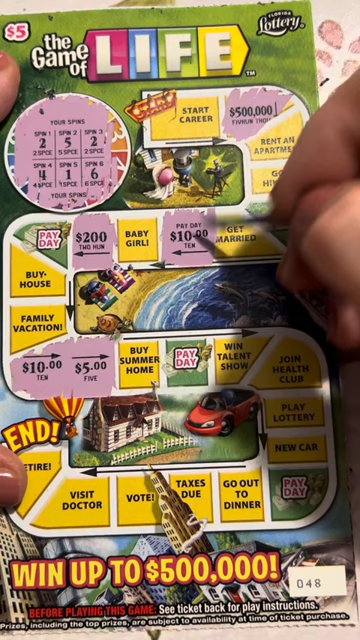 $5
the
Game
of
LIFE™
FLORIDA
Lottery
YOUR SPINS
SPIN 1 SPIN 2 SPIN 3
2 5 2
2 SPCE 5 SPCE 2 SPCE
SPIN 4 SPIN 5 SPIN 6
4 1 6
4 SPCE 1 SPCE 6 SPCE
YOUR SPINS
START
START
CAREER
$500,000
FIVHUN THOU
RENT AN
APARTMENT
PAY
DAY
$200
TWO HUN
BABY
GIRL!
PAY DAY
$10.00
TEN
GET
MARRIED
BUY
HOUSE
FAMILY
VACATION!
$10.00
TEN
$5.00
FIVE
BUY
SUMMER
HOME
PAY
DAY
WIN
TALENT
SHOW
JOIN
HEALTH
CLUB
PLAY
LOTTERY
NEW CAR
PAY
DAY
END!
VISIT
DOCTOR
VOTE!
TAXES
DUE
GO OUT
TO
DINNER
WIN UP TO $500,000!
048
BEFORE PLAYING THIS GAME: See ticket back for play instructions.
Prizes, including the top prizes, are subject to availability at time of ticket purchase.